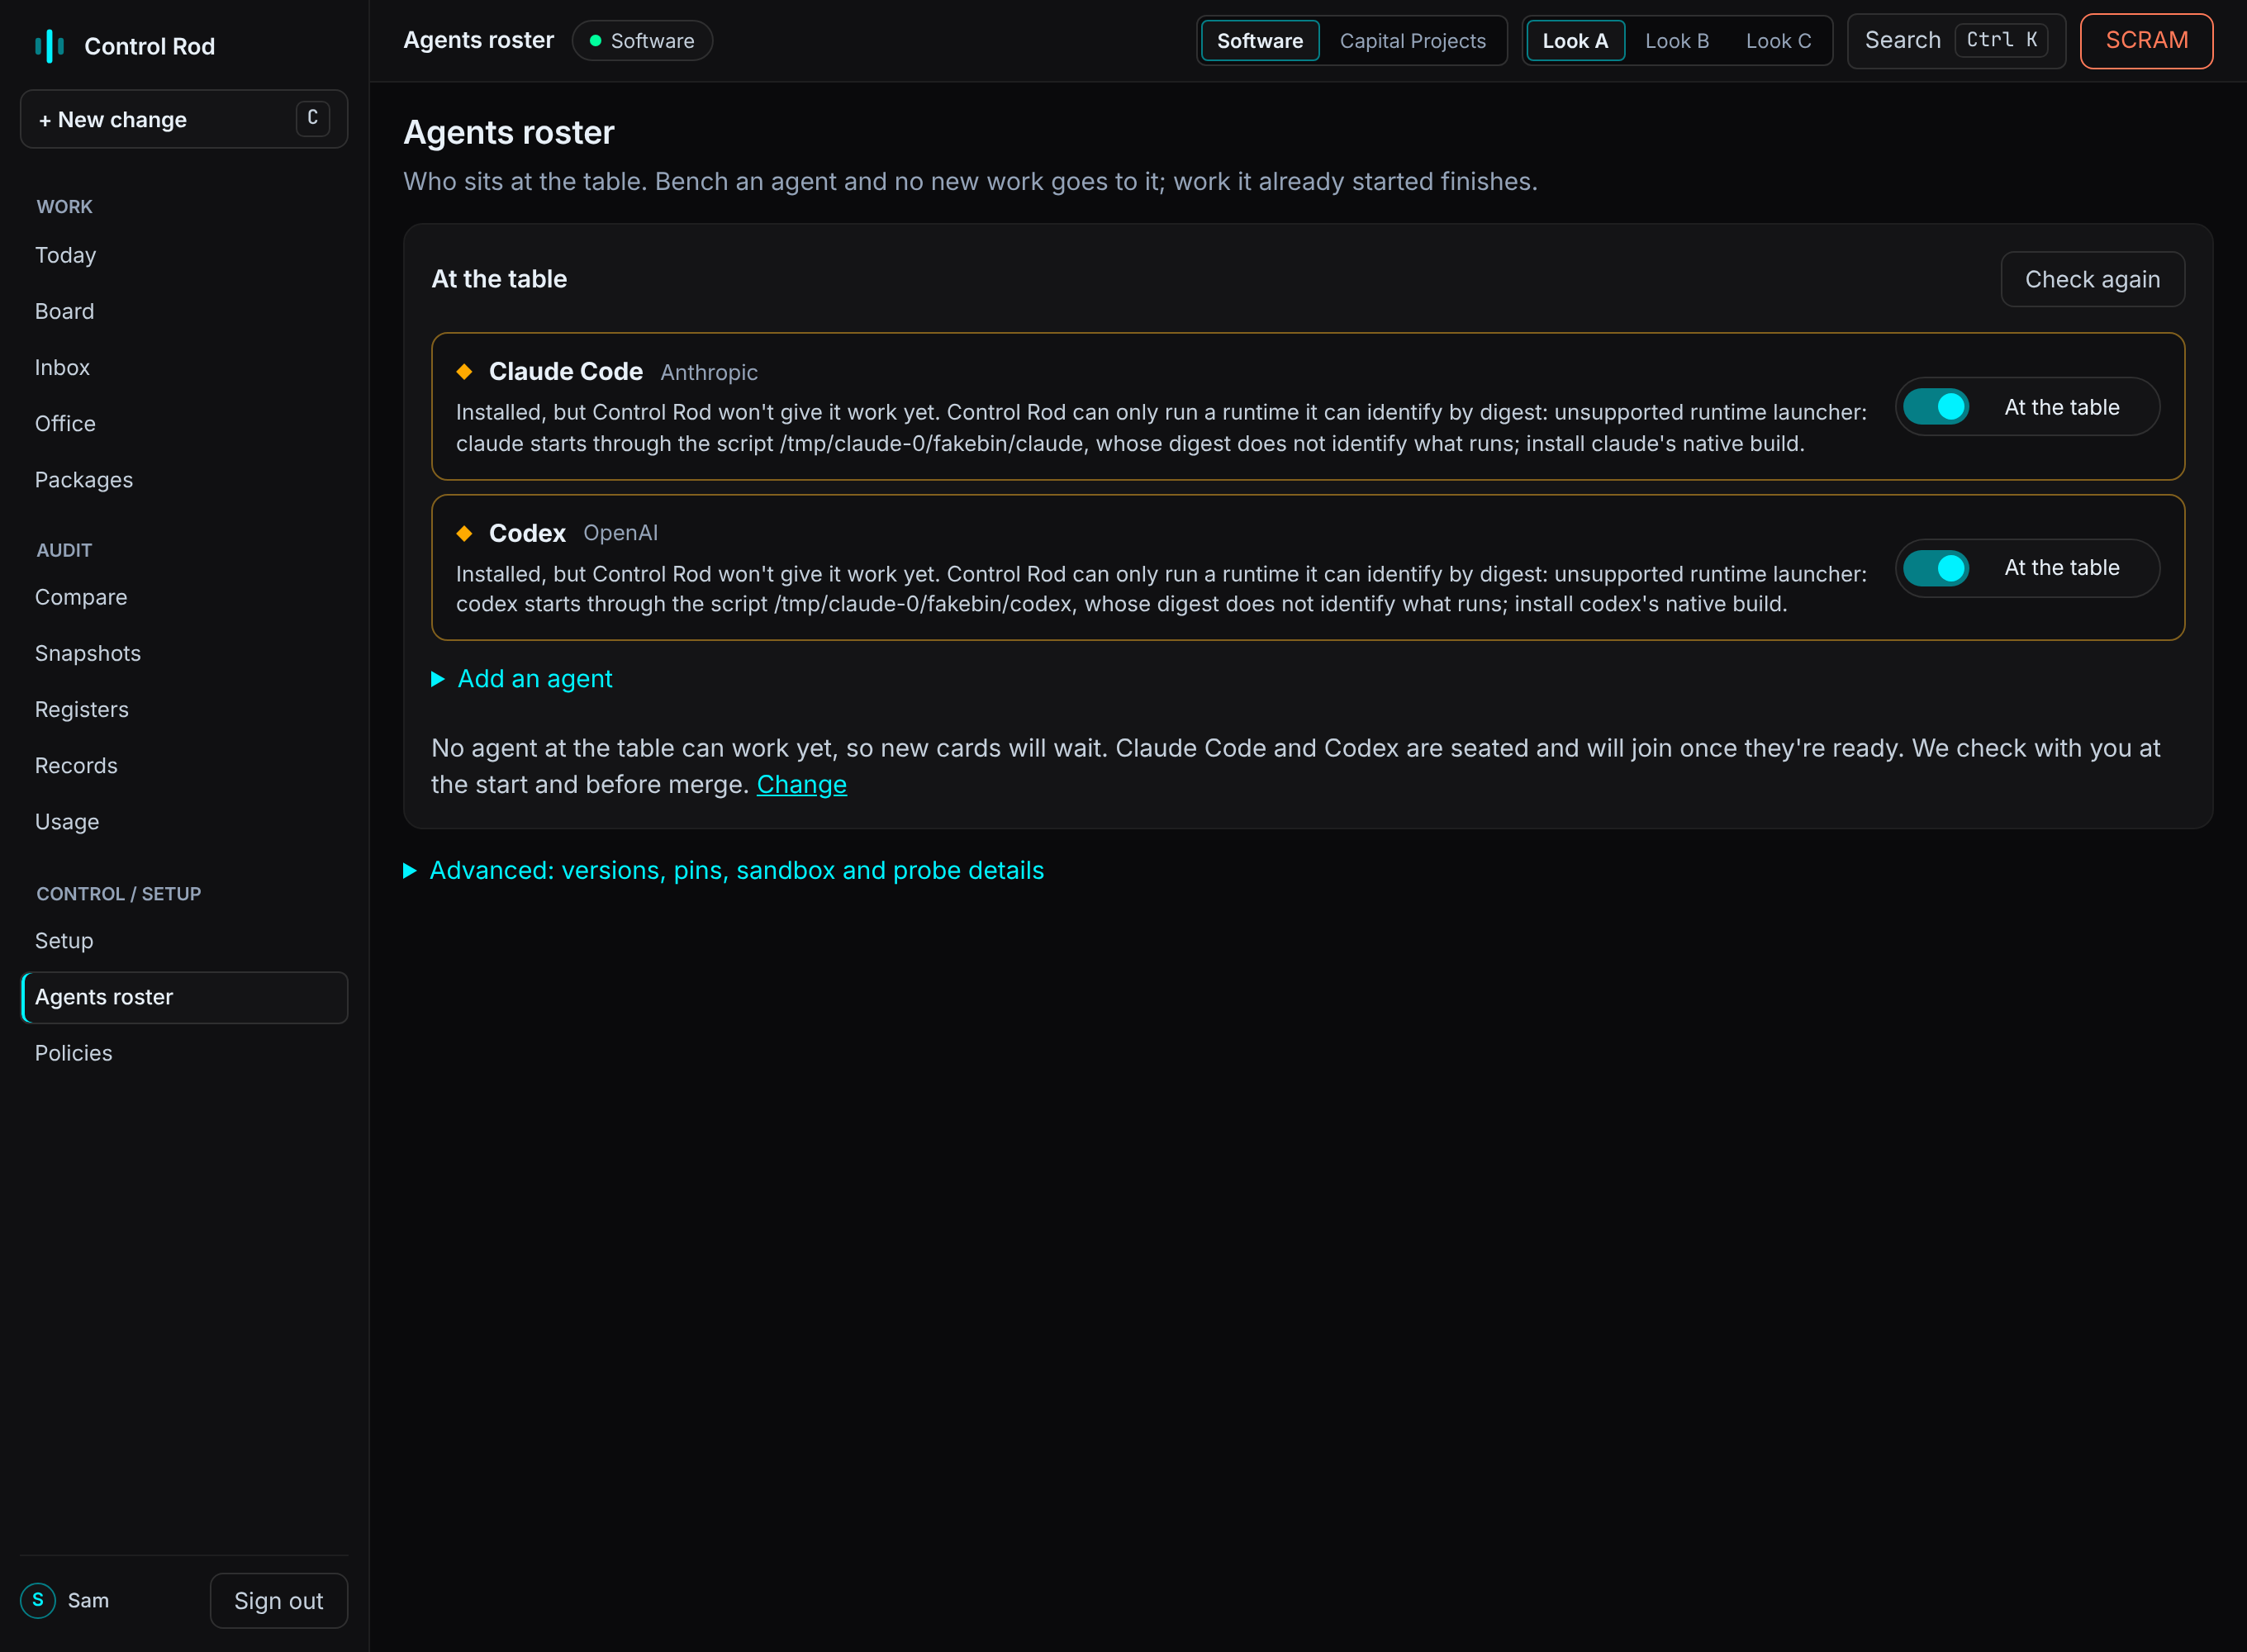 Control Rod
+ New change C
WORK
Today
Board
Inbox
Office
Packages
AUDIT
Compare
Snapshots
Registers
Records
Usage
CONTROL / SETUP
Setup
Agents roster
Policies
S Sam Sign out
Agents roster Software Software Capital Projects Look A Look B Look C Search Ctrl K SCRAM
Agents roster
Who sits at the table. Bench an agent and no new work goes to it; work it already started finishes.
At the table Check again
Claude Code Anthropic
Installed, but Control Rod won't give it work yet. Control Rod can only run a runtime it can identify by digest: unsupported runtime launcher:
claude starts through the script /tmp/claude-0/fakebin/claude, whose digest does not identify what runs; install claude's native build.
At the table
Codex OpenAI
Installed, but Control Rod won't give it work yet. Control Rod can only run a runtime it can identify by digest: unsupported runtime launcher:
codex starts through the script /tmp/claude-0/fakebin/codex, whose digest does not identify what runs; install codex's native build.
At the table
Add an agent
No agent at the table can work yet, so new cards will wait. Claude Code and Codex are seated and will join once they're ready. We check with you at
the start and before merge. Change
Advanced: versions, pins, sandbox and probe details